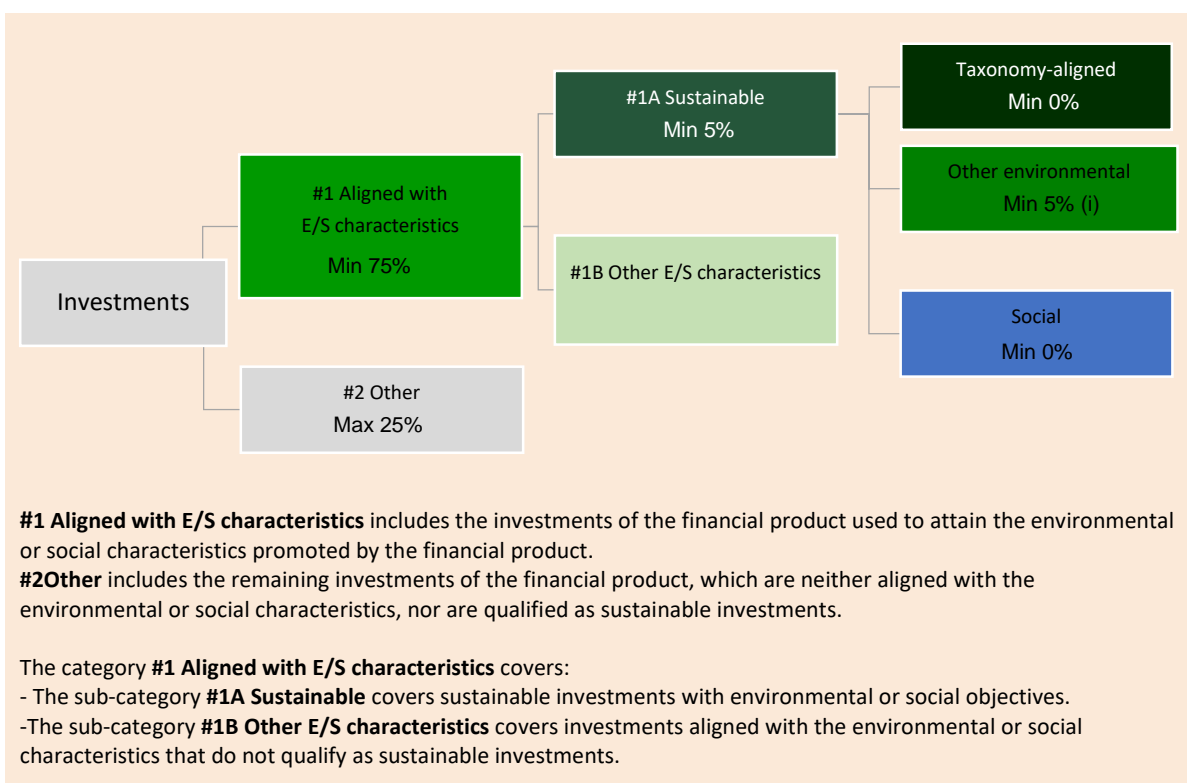 Investments
#1 Aligned with
E/S characteristics
Min 75%
#2 Other
Max 25%
#1A Sustainable
Min 5%
#1B Other E/S characteristics
Taxonomy-aligned
Min 0%
Other environmental
Min 5% (i)
Social
Min 0%
#1 Aligned with E/S characteristics includes the investments of the financial product used to attain the environmental
or social characteristics promoted by the financial product.
#2Other includes the remaining investments of the financial product, which are neither aligned with the
environmental or social characteristics, nor are qualified as sustainable investments.
The category #1 Aligned with E/S characteristics covers:
- The sub-category #1A Sustainable covers sustainable investments with environmental or social objectives.
-The sub-category #1B Other E/S characteristics covers investments aligned with the environmental or social
characteristics that do not qualify as sustainable investments.